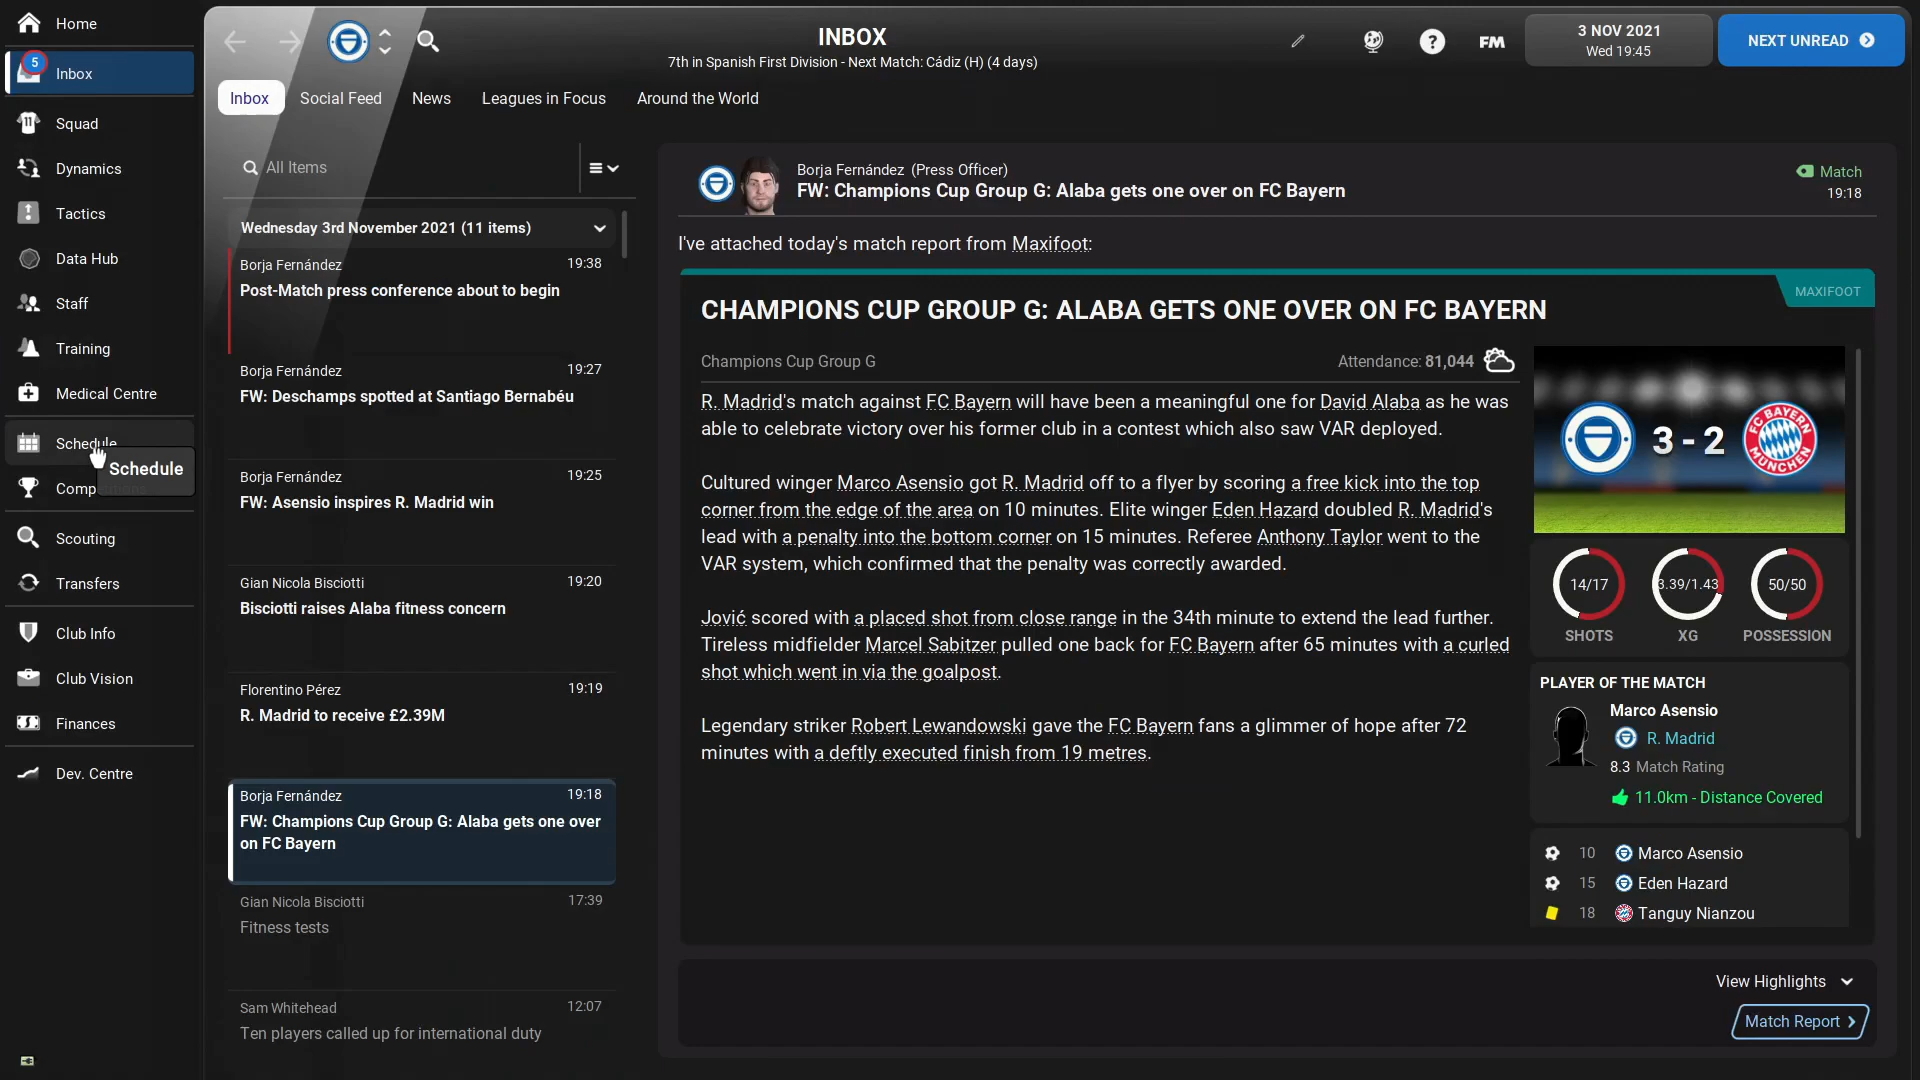 Home
5
Inbox
Squad
Dynamics
Tactics
Data Hub
Staff
Training
Medical Centre
Schedule
Schedule
Scouting
Transfers
Club Info
Club Vision
Finances
Dev. Centre
INBOX
7th in Spanish First Division - Next Match: Cádiz (H) (4 days)
FM
3 NOV 2021
Wed 19:45
NEXT UNREAD
Inbox Social Feed News Leagues in Focus Around the World
All Items
Wednesday 3rd November 2021 (11 items)
Borja Fernández 19:38
Post-Match press conference about to begin
Borja Fernández 19:27
FW: Deschamps spotted at Santiago Bernabéu
Borja Fernández 19:25
FW: Asensio inspires R. Madrid win
Gian Nicola Bisciotti 19:20
Bisciotti raises Alaba fitness concern
Florentino Pérez 19:19
R. Madrid to receive £2.39M
Borja Fernández 19:18
FW: Champions Cup Group G: Alaba gets one over
on FC Bayern
Gian Nicola Bisciotti 17:39
Fitness tests
Sam Whitehead 12:07
Ten players called up for international duty
Borja Fernández (Press Officer)
FW: Champions Cup Group G: Alaba gets one over on FC Bayern
Match
19:18
I've attached today's match report from Maxifoot:
MAXIFOOT
CHAMPIONS CUP GROUP G: ALABA GETS ONE OVER ON FC BAYERN
Champions Cup Group G Attendance: 81,044
R. Madrid's match against FC Bayern will have been a meaningful one for David Alaba as he was
able to celebrate victory over his former club in a contest which also saw VAR deployed.
Cultured winger Marco Asensio got R. Madrid off to a flyer by scoring a free kick into the top
corner from the edge of the area on 10 minutes. Elite winger Eden Hazard doubled R. Madrid's
lead with a penalty into the bottom corner on 15 minutes. Referee Anthony Taylor went to the
VAR system, which confirmed that the penalty was correctly awarded.
Jović scored with a placed shot from close range in the 34th minute to extend the lead further.
Tireless midfielder Marcel Sabitzer pulled one back for FC Bayern after 65 minutes with a curled
shot which went in via the goalpost.
Legendary striker Robert Lewandowski gave the FC Bayern fans a glimmer of hope after 72
minutes with a deftly executed finish from 19 metres.
3 - 2
FC BAYERN
MÜNCHEN
14/17 3.39/1.43 50/50
SHOTS XG POSSESSION
PLAYER OF THE MATCH
Marco Asensio
R. Madrid
8.3 Match Rating
11.0km - Distance Covered
10 Marco Asensio
15 Eden Hazard
18 Tanguy Nianzou
View Highlights
Match Report